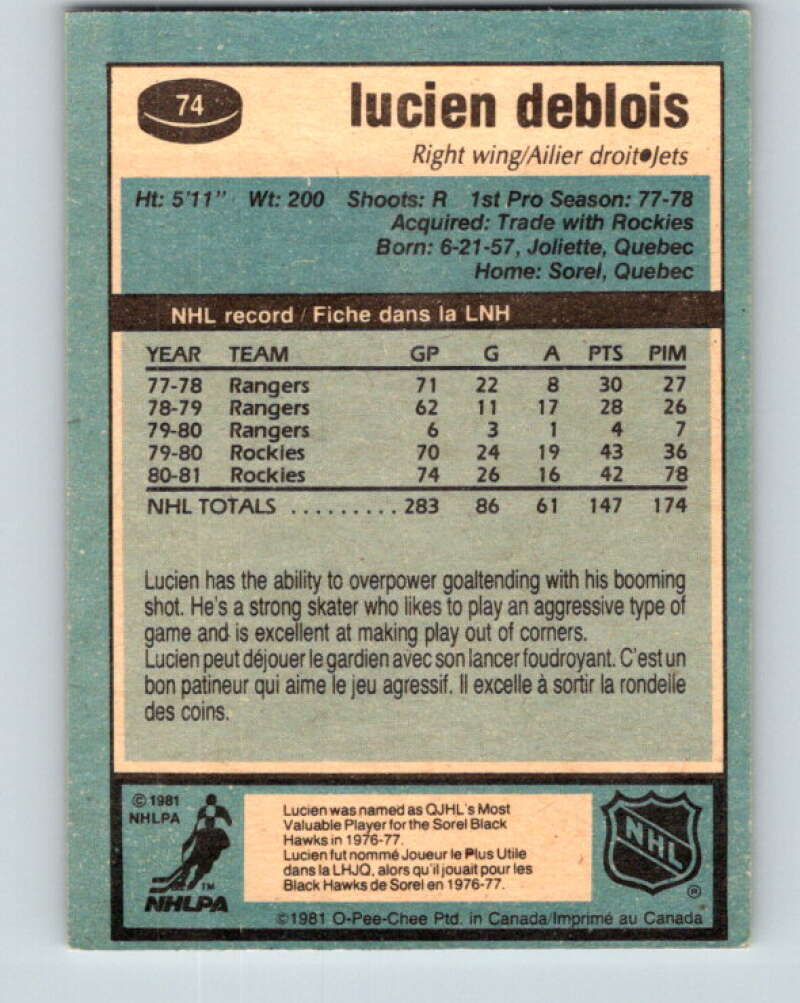 74
lucien deblois
Right wing/Ailier droit●Jets
Ht: 5'11" Wt: 200 Shoots: R 1st Pro Season: 77-78
Acquired: Trade with Rockies
Born: 6-21-57, Joliette, Quebec
Home: Sorel, Quebec
NHL record / Fiche dans la LNH
YEAR TEAM GP G A PTS PIM
77-78 Rangers 71 22 8 30 27
78-79 Rangers 62 11 17 28 26
79-80 Rangers 6 3 1 4 7
79-80 Rockies 70 24 19 43 36
80-81 Rockies 74 26 16 42 78
NHL TOTALS ......... 283 86 61 147 174
Lucien has the ability to overpower goaltending with his booming
shot. He's a strong skater who likes to play an aggressive type of
game and is excellent at making play out of corners.
Lucien peut déjouer le gardien avec son lancer foudroyant. C'est un
bon patineur qui aime le jeu agressif. Il excelle à sortir la rondelle
des coins.
© 1981
NHLPA
TM
NHLPA
Lucien was named as QJHL's Most
Valuable Player for the Sorel Black
Hawks in 1976-77.
Lucien fut nommé Joueur le Plus Utile
dans la LHJQ, alors qu'il jouait pour les
Black Hawks de Sorel en 1976-77.
NHL
®
©1981 O-Pee-Chee Ptd. in Canada/Imprimé au Canada